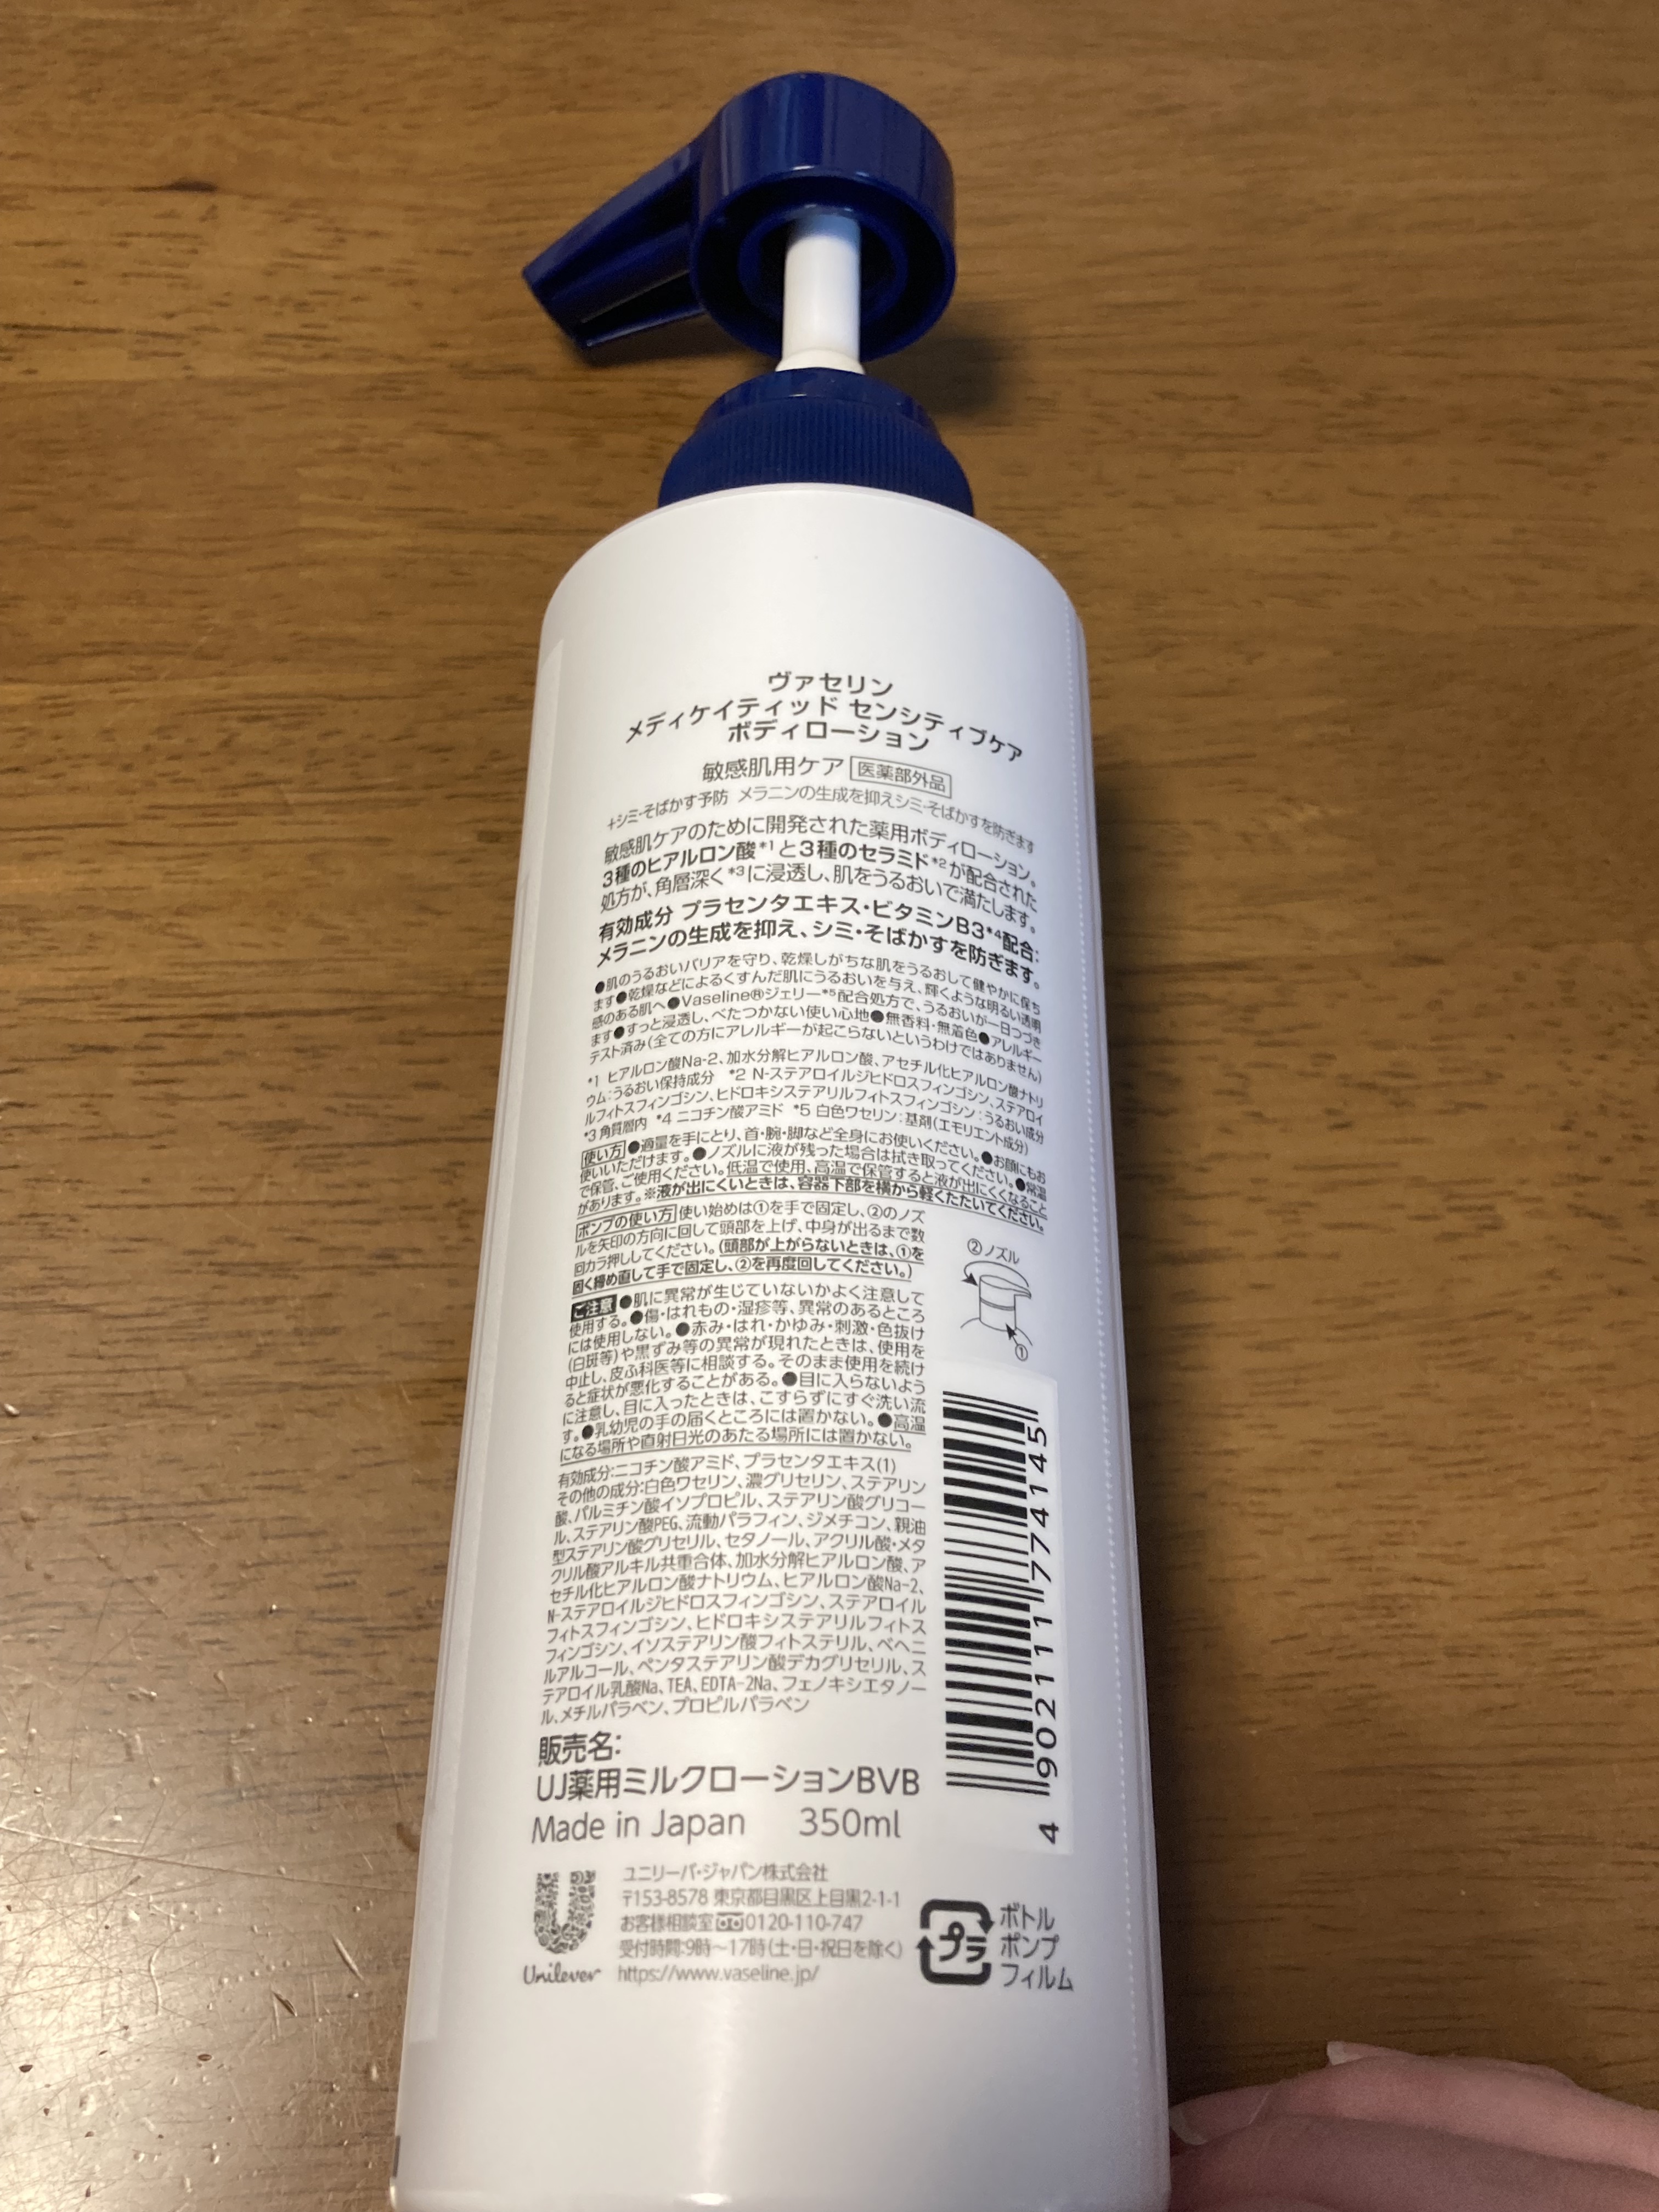 ヴァセリン
メディケイティッド センシティブケア
ボディローション
敏感肌用ケア 医薬部外品
+シミ・そばかす予防 メラニンの生成を抑えシミ・そばかすを防ぎます
敏感肌ケアのために開発された薬用ボディローション。
3種のヒアルロン酸*1と3種のセラミド*2が配合された
処方が、角層深く*3に浸透し、肌をうるおいで満たします。
有効成分 プラセンタエキス・ビタミンB3*4配合:
メラニンの生成を抑え、シミ・そばかすを防ぎます。
●肌のうるおいバリアを守り、乾燥しがちな肌をうるおして健やかに保ち
ます●乾燥などによるくすんだ肌にうるおいを与え、輝くような明るい透明
感のある肌へ●Vaseline®ジェリー*5配合処方で、うるおいが一日つづき
ます●すっと浸透し、べたつかない使い心地●無香料・無着色●アレルギー
テスト済み(全ての方にアレルギーが起こらないというわけではありません)
*1 ヒアルロン酸Na-2、加水分解ヒアルロン酸、アセチル化ヒアルロン酸ナトリ
ウム:うるおい保持成分 *2 N-ステアロイルジヒドロスフィンゴシン、ステアロイ
ルフィトスフィンゴシン、ヒドロキシステアリルフィトスフィンゴシン:うるおい成分
*3 角質層内 *4 ニコチン酸アミド *5 白色ワセリン:基剤(エモリエント成分)
使い方 ●適量を手にとり、首・腕・脚など全身にお使いください。●お顔にもお
使いいただけます。●ノズルに液が残った場合は拭き取ってください。●常温
で保管、ご使用ください。低温で使用、高温で保管すると液が出にくくなること
があります。※液が出にくいときは、容器下部を横から軽くたたいてください。
ポンプの使い方 使い始めは①を手で固定し、②のノズ
ルを矢印の方向に回して頭部を上げ、中身が出るまで数
回カラ押ししてください。(頭部が上がらないときは、①を
固く締め直して手で固定し、②を再度回してください。)
②ノズル
①
ご注意 ●肌に異常が生じていないかよく注意して
使用する。●傷・はれもの・湿疹等、異常のあるところ
には使用しない。●赤み・はれ・かゆみ・刺激・色抜け
(白斑等)や黒ずみ等の異常が現れたときは、使用を
中止し、皮ふ科医等に相談する。そのまま使用を続け
ると症状が悪化することがある。●目に入らないよう
に注意し、目に入ったときは、こすらずにすぐ洗い流
す。●乳幼児の手の届くところには置かない。●高温
になる場所や直射日光のあたる場所には置かない。
有効成分:ニコチン酸アミド、プラセンタエキス(1)
その他の成分:白色ワセリン、濃グリセリン、ステアリン
酸、パルミチン酸イソプロピル、ステアリン酸グリコー
ル、ステアリン酸PEG、流動パラフィン、ジメチコン、親油
型ステアリン酸グリセリル、セタノール、アクリル酸・メタ
クリル酸アルキル共重合体、加水分解ヒアルロン酸、ア
セチル化ヒアルロン酸ナトリウム、ヒアルロン酸Na-2、
N-ステアロイルジヒドロスフィンゴシン、ステアロイル
フィトスフィンゴシン、ヒドロキシステアリルフィトス
フィンゴシン、イソステアリン酸フィトステリル、ベヘニ
ルアルコール、ペンタステアリン酸デカグリセリル、ス
テアロイル乳酸Na、TEA、EDTA-2Na、フェノキシエタノー
ル、メチルパラベン、プロピルパラベン
4902111774145
販売名:
UJ薬用ミルクローションBVB
Made in Japan 350ml
Unilever
ユニリーバ・ジャパン株式会社
〒153-8578 東京都目黒区上目黒2-1-1
お客様相談室 0120-110-747
受付時間:9時～17時(土・日・祝日を除く)
https://www.vaseline.jp/
プラ
ボトル
ポンプ
フィルム